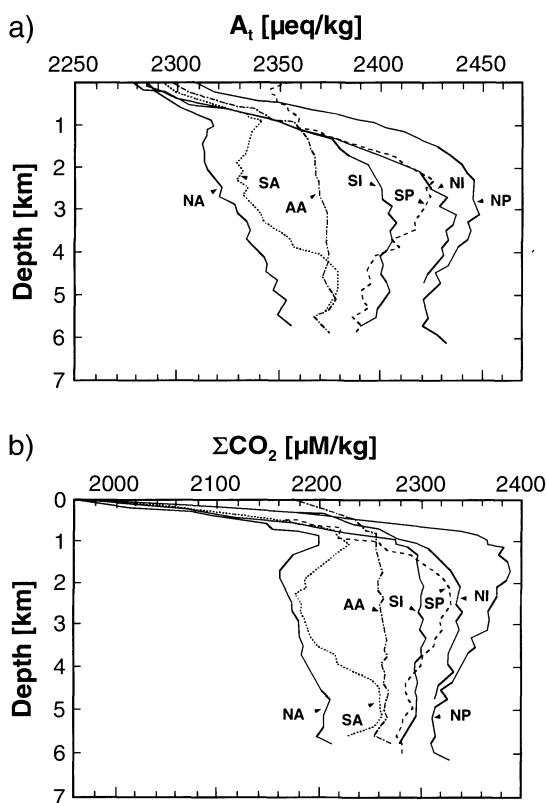 a)
A_t [µeq/kg]
2250 2300 2350 2400 2450
Depth [km]
1
2
3
4
5
6
7
NA
SA
AA
SI
SP
NI
NP
b)
ΣCO₂ [µM/kg]
2000 2100 2200 2300 2400
Depth [km]
0
1
2
3
4
5
6
7
AA
SI
SP
NI
NA
SA
NP